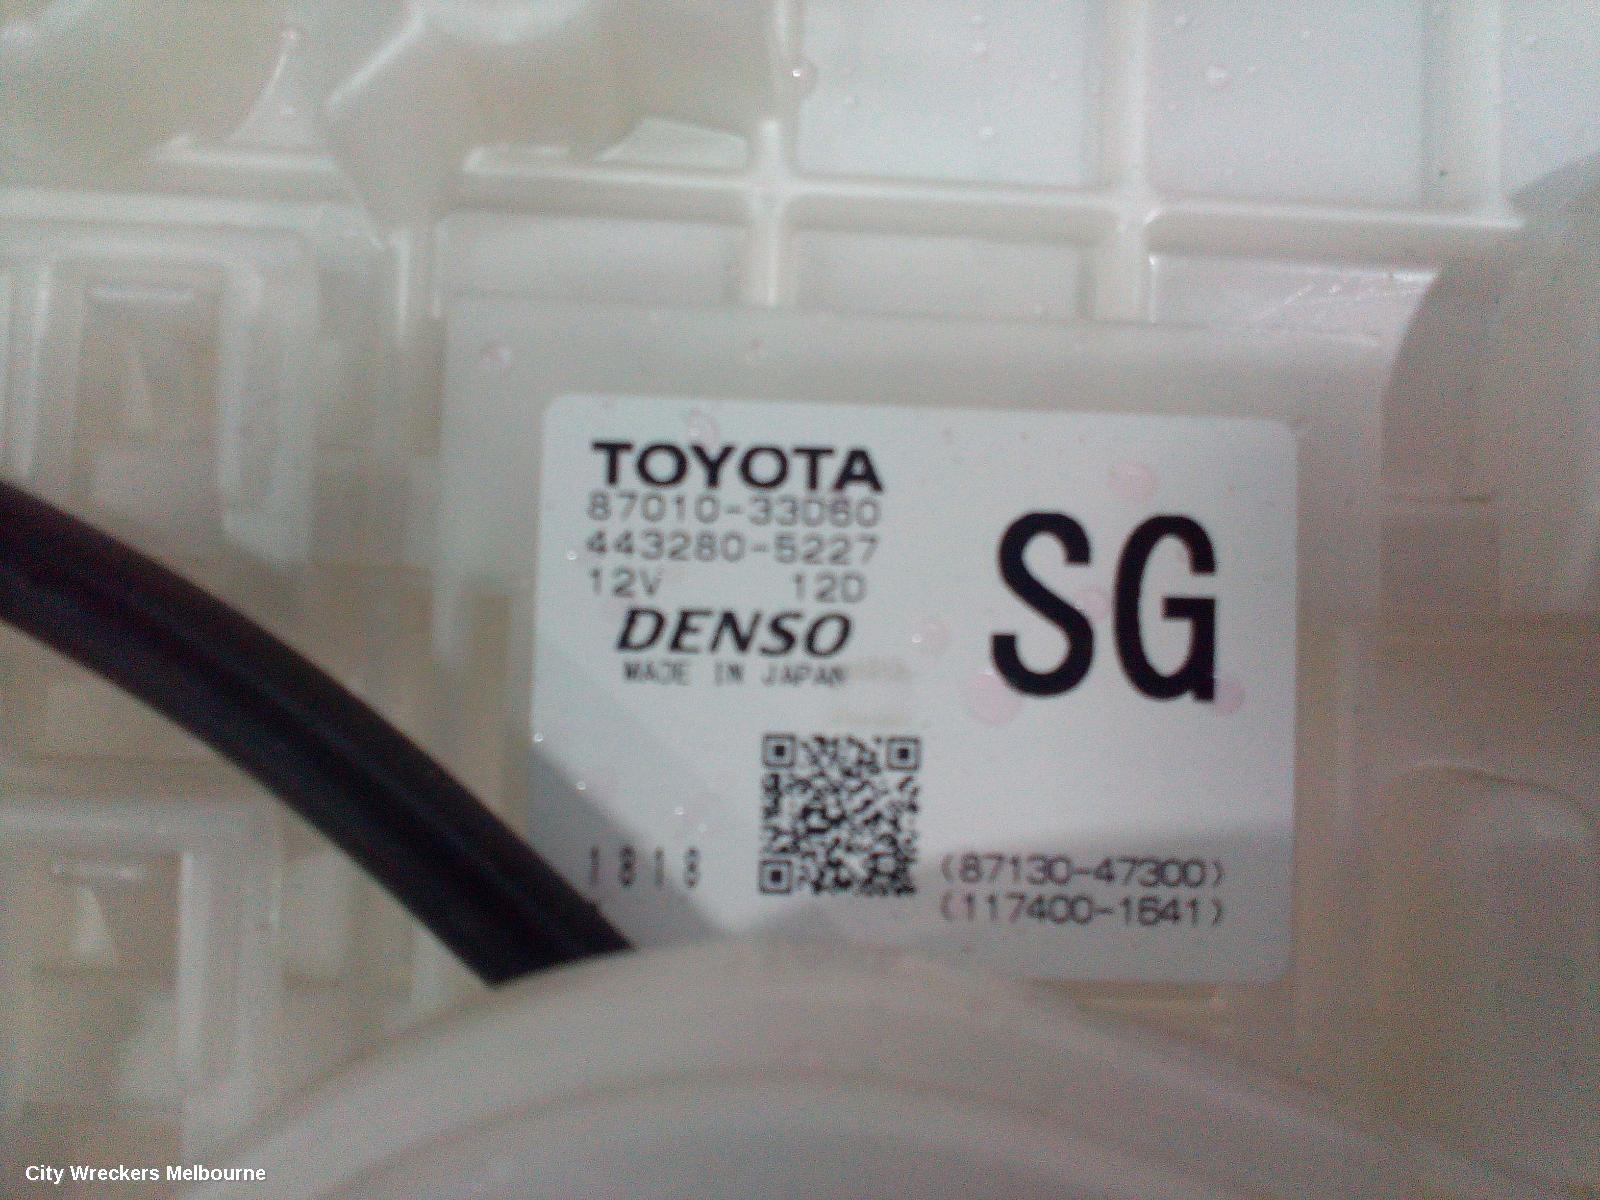 TOYOTA
87010-33D60
443280-5227
12V 12D
DENSO
MADE IN JAPAN
SG
1818
(87130-47300)
(117400-1641)
City Wreckers Melbourne